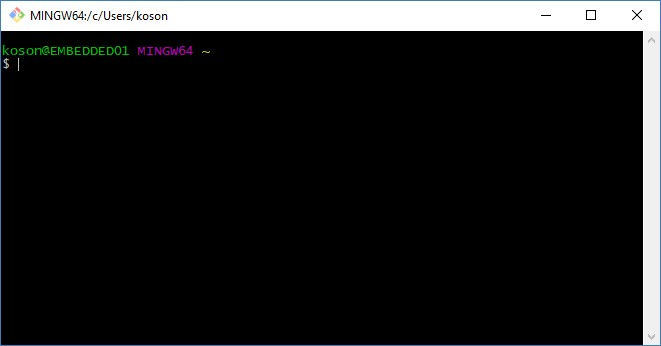 MINGW64:/c/Users/koson
koson@EMBEDDED01 MINGW64 ~
$